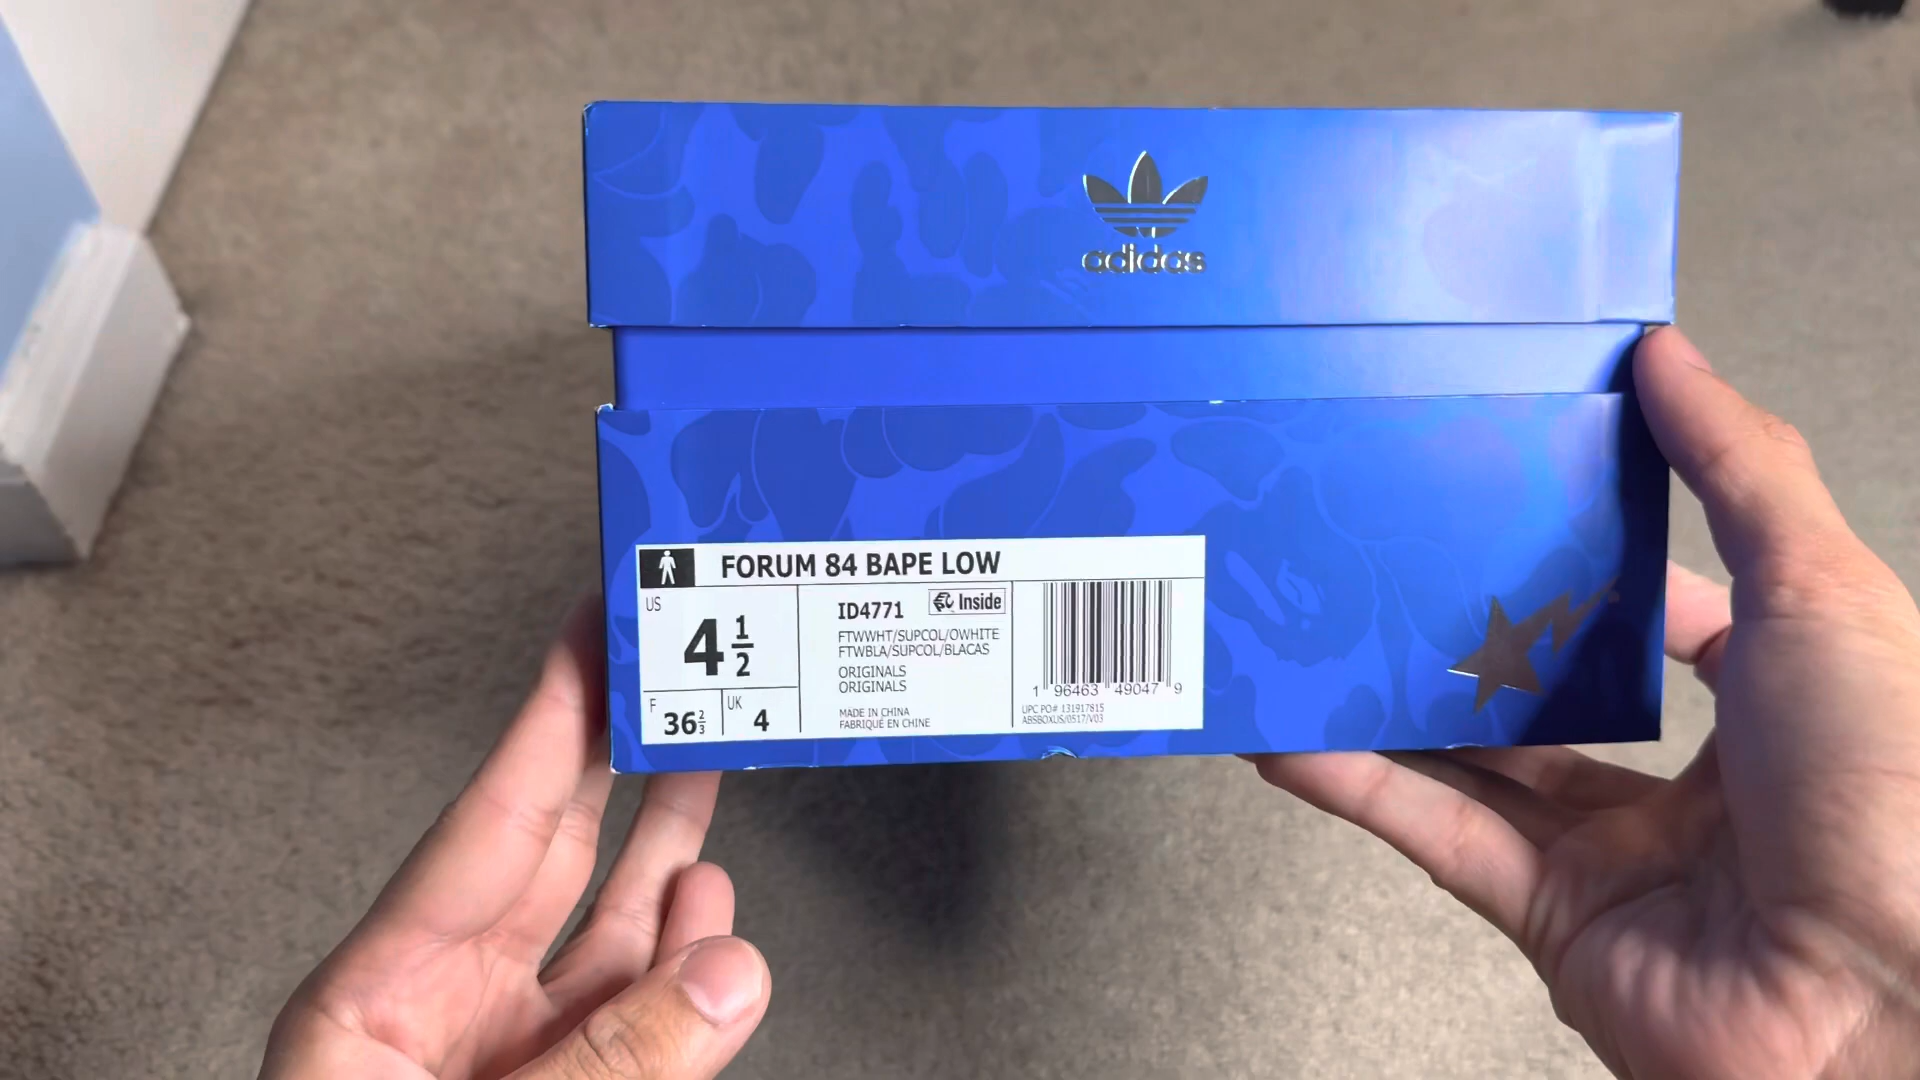 adidas
FORUM 84 BAPE LOW
US
4 1/2
F
36 2/3
UK
4
ID4771
Inside
FTWWHT/SUPCOL/OWHITE
FTWBLA/SUPCOL/BLACAS
ORIGINALS
ORIGINALS
MADE IN CHINA
FABRIQUÉ EN CHINE
1 96463 49047 9
UPC PO# 131917815
ABSBOXUS/0517/V03